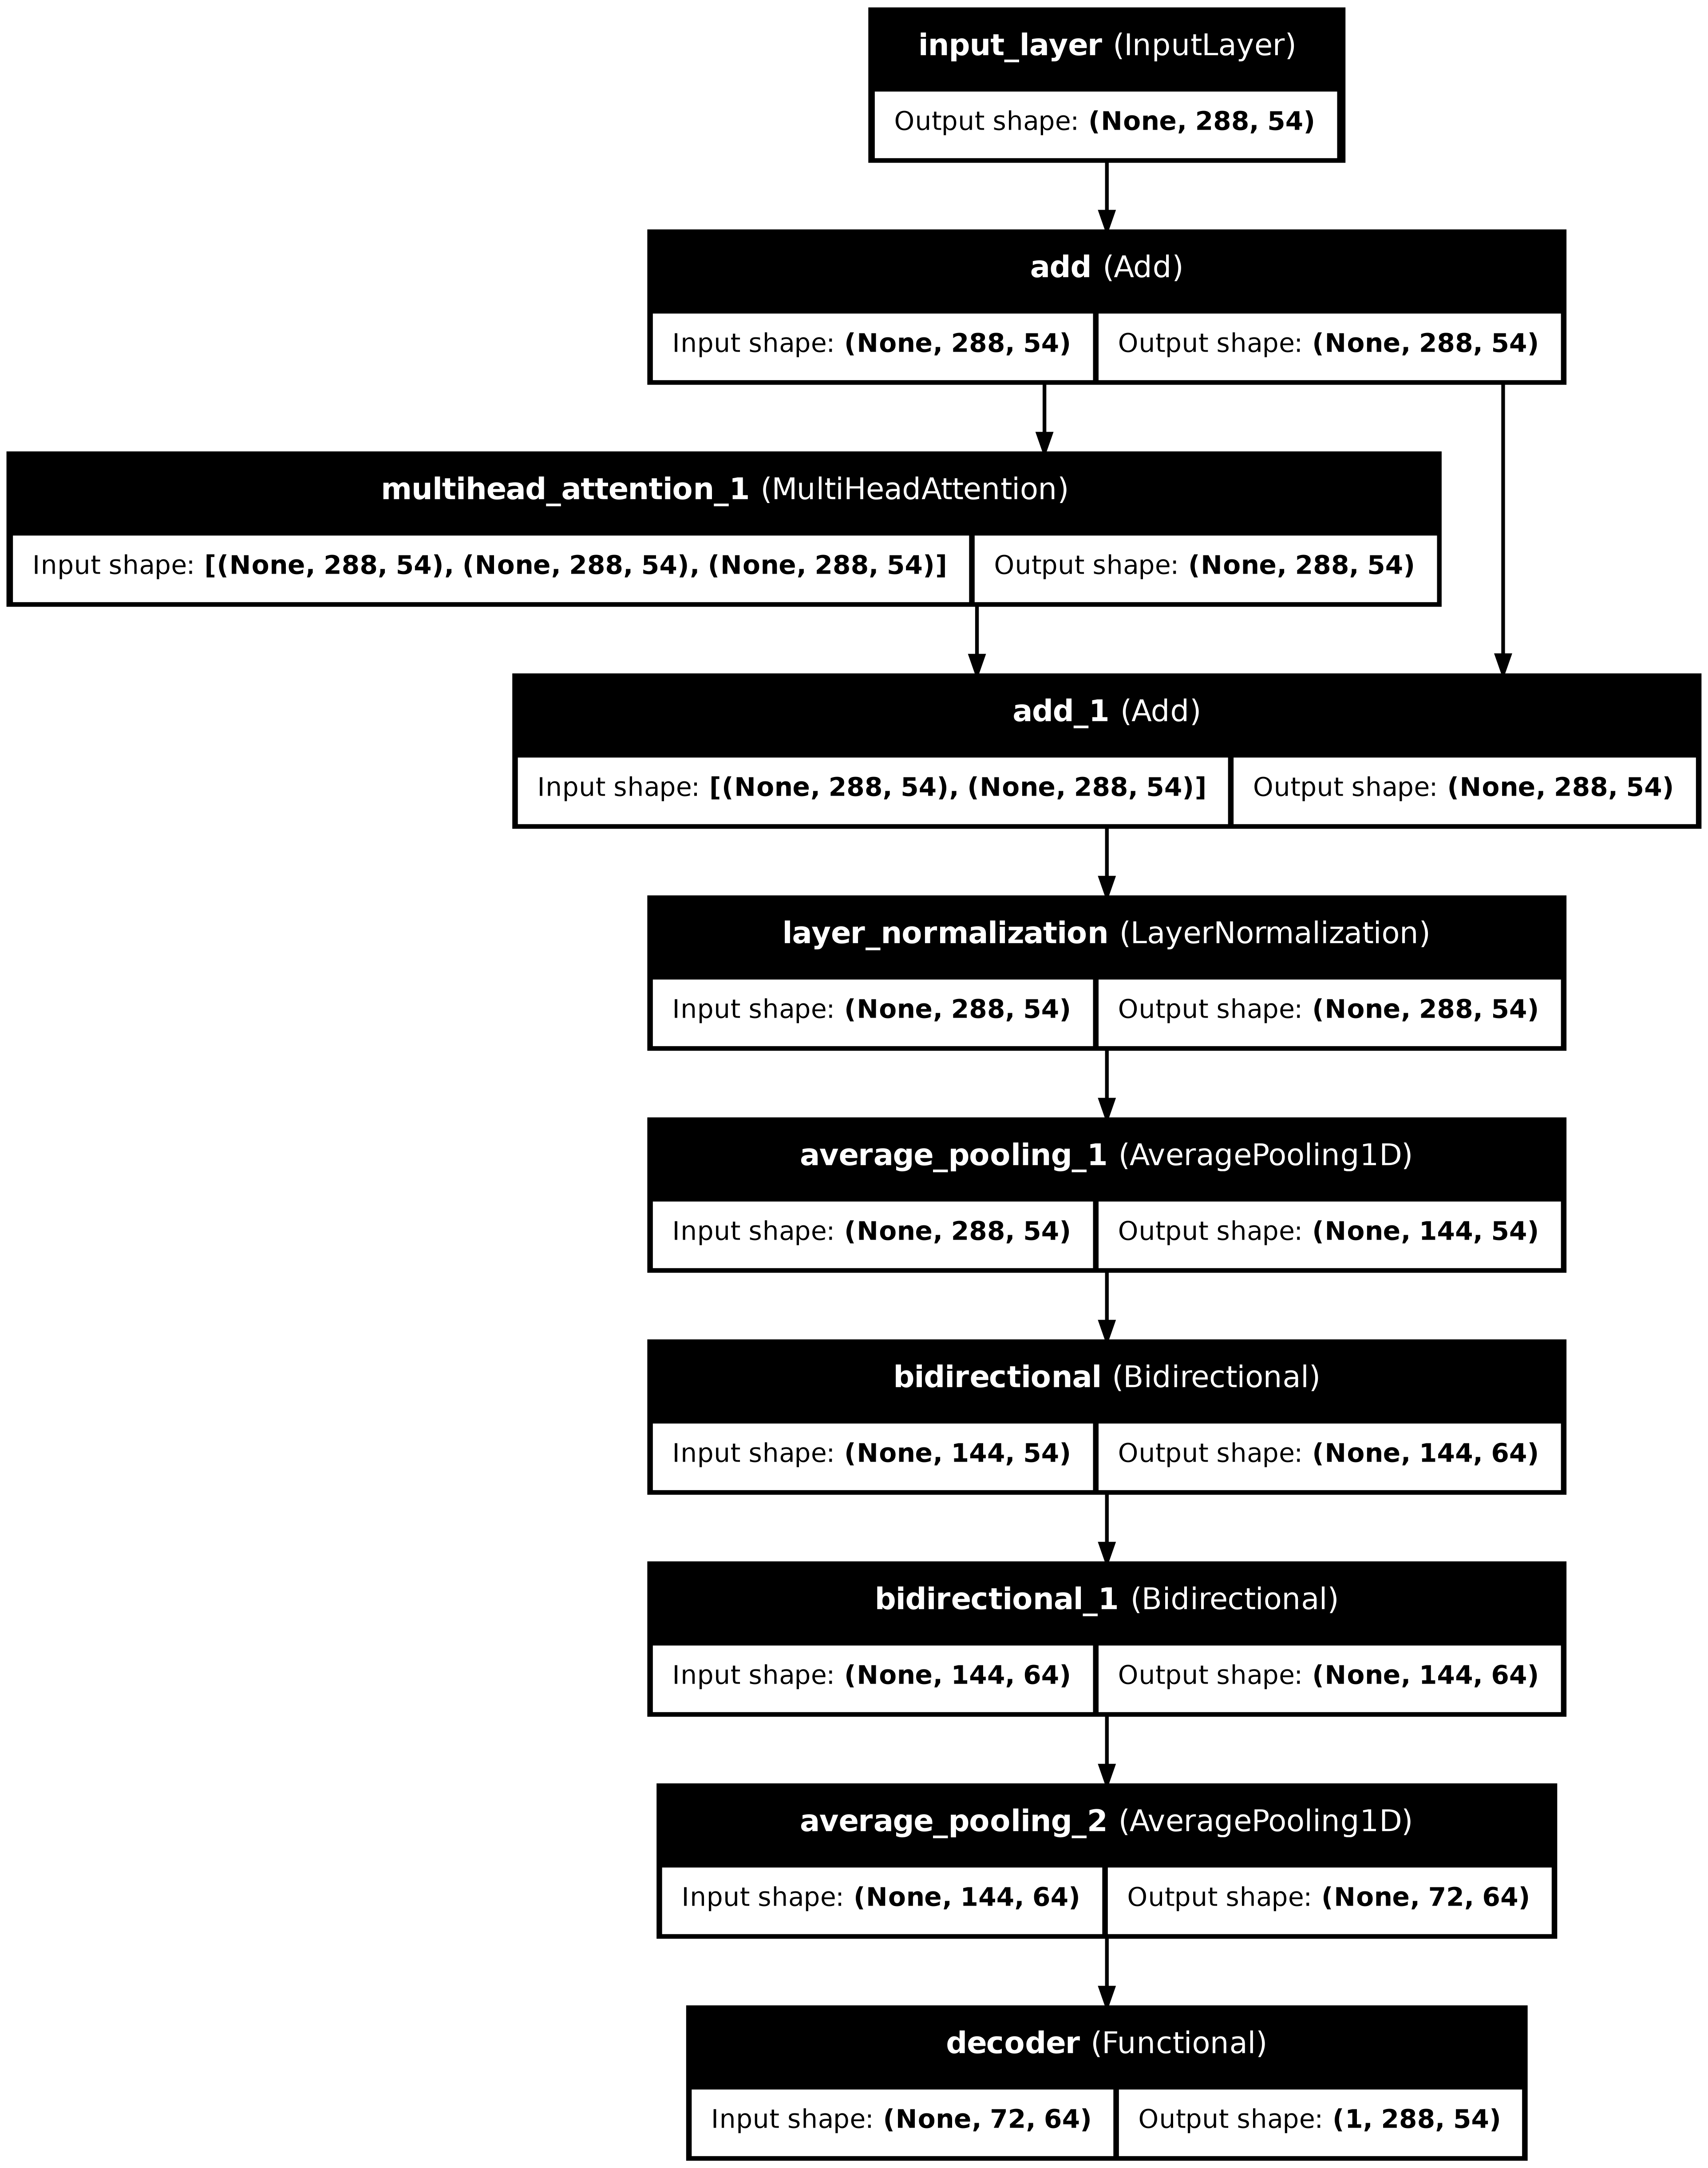 input_layer (InputLayer)
Output shape: (None, 288, 54)
add (Add)
Input shape: (None, 288, 54) Output shape: (None, 288, 54)
multihead_attention_1 (MultiHeadAttention)
Input shape: [(None, 288, 54), (None, 288, 54), (None, 288, 54)] Output shape: (None, 288, 54)
add_1 (Add)
Input shape: [(None, 288, 54), (None, 288, 54)] Output shape: (None, 288, 54)
layer_normalization (LayerNormalization)
Input shape: (None, 288, 54) Output shape: (None, 288, 54)
average_pooling_1 (AveragePooling1D)
Input shape: (None, 288, 54) Output shape: (None, 144, 54)
bidirectional (Bidirectional)
Input shape: (None, 144, 54) Output shape: (None, 144, 64)
bidirectional_1 (Bidirectional)
Input shape: (None, 144, 64) Output shape: (None, 144, 64)
average_pooling_2 (AveragePooling1D)
Input shape: (None, 144, 64) Output shape: (None, 72, 64)
decoder (Functional)
Input shape: (None, 72, 64) Output shape: (1, 288, 54)